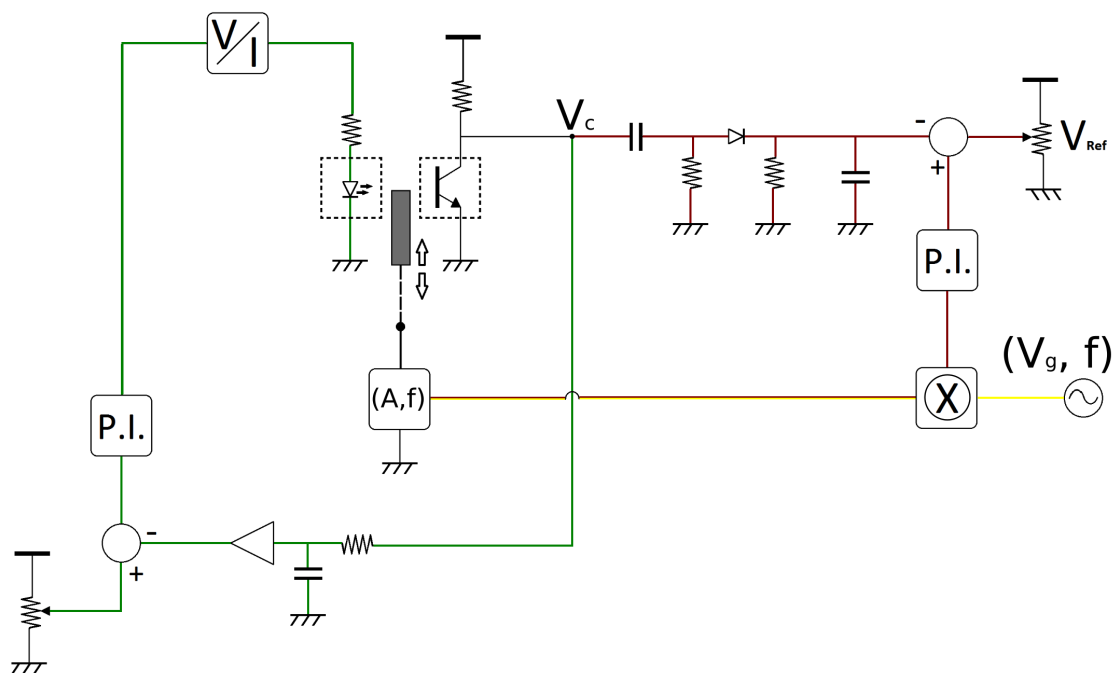 V/I
Vc
-
+
VRef
P.I.
(Vg, f)
(A,f)
X
P.I.
-
+